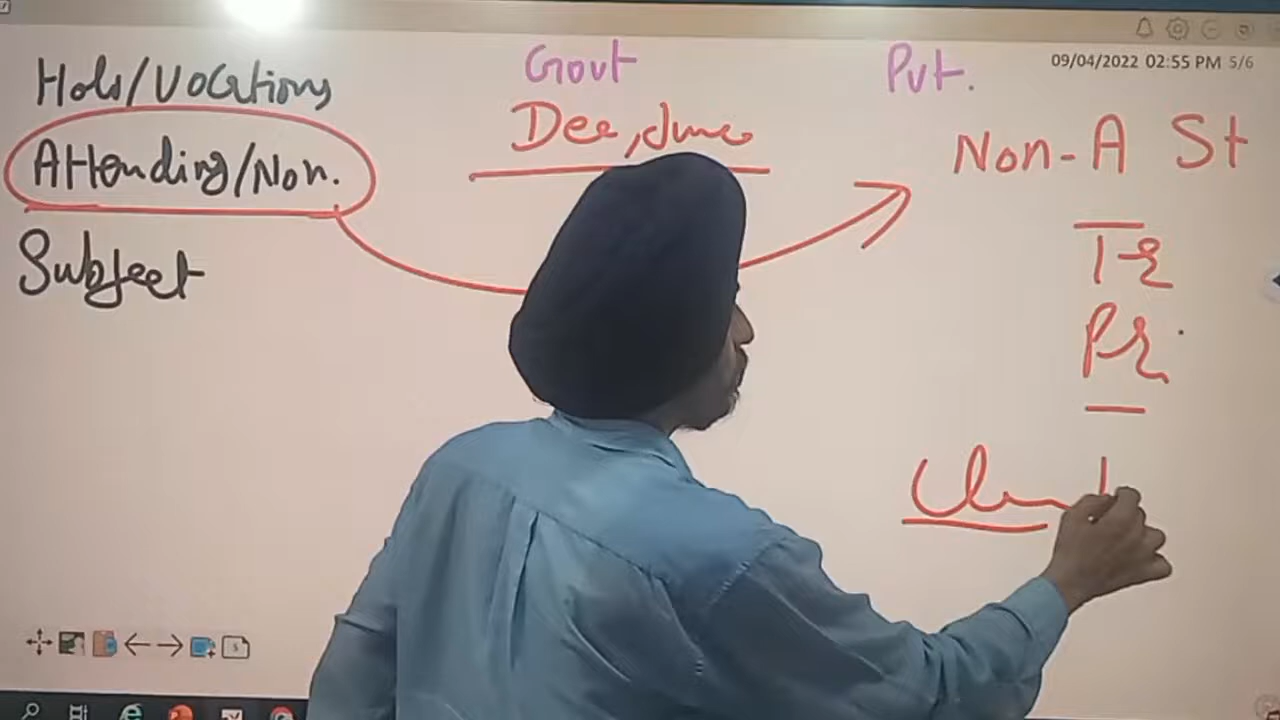 09/04/2022 02:55 PM 5/6
Govt Pvt.
Hols/Vocations
Dec, June
Non-A St
Attending/Non.
Subject
Tr
Pr